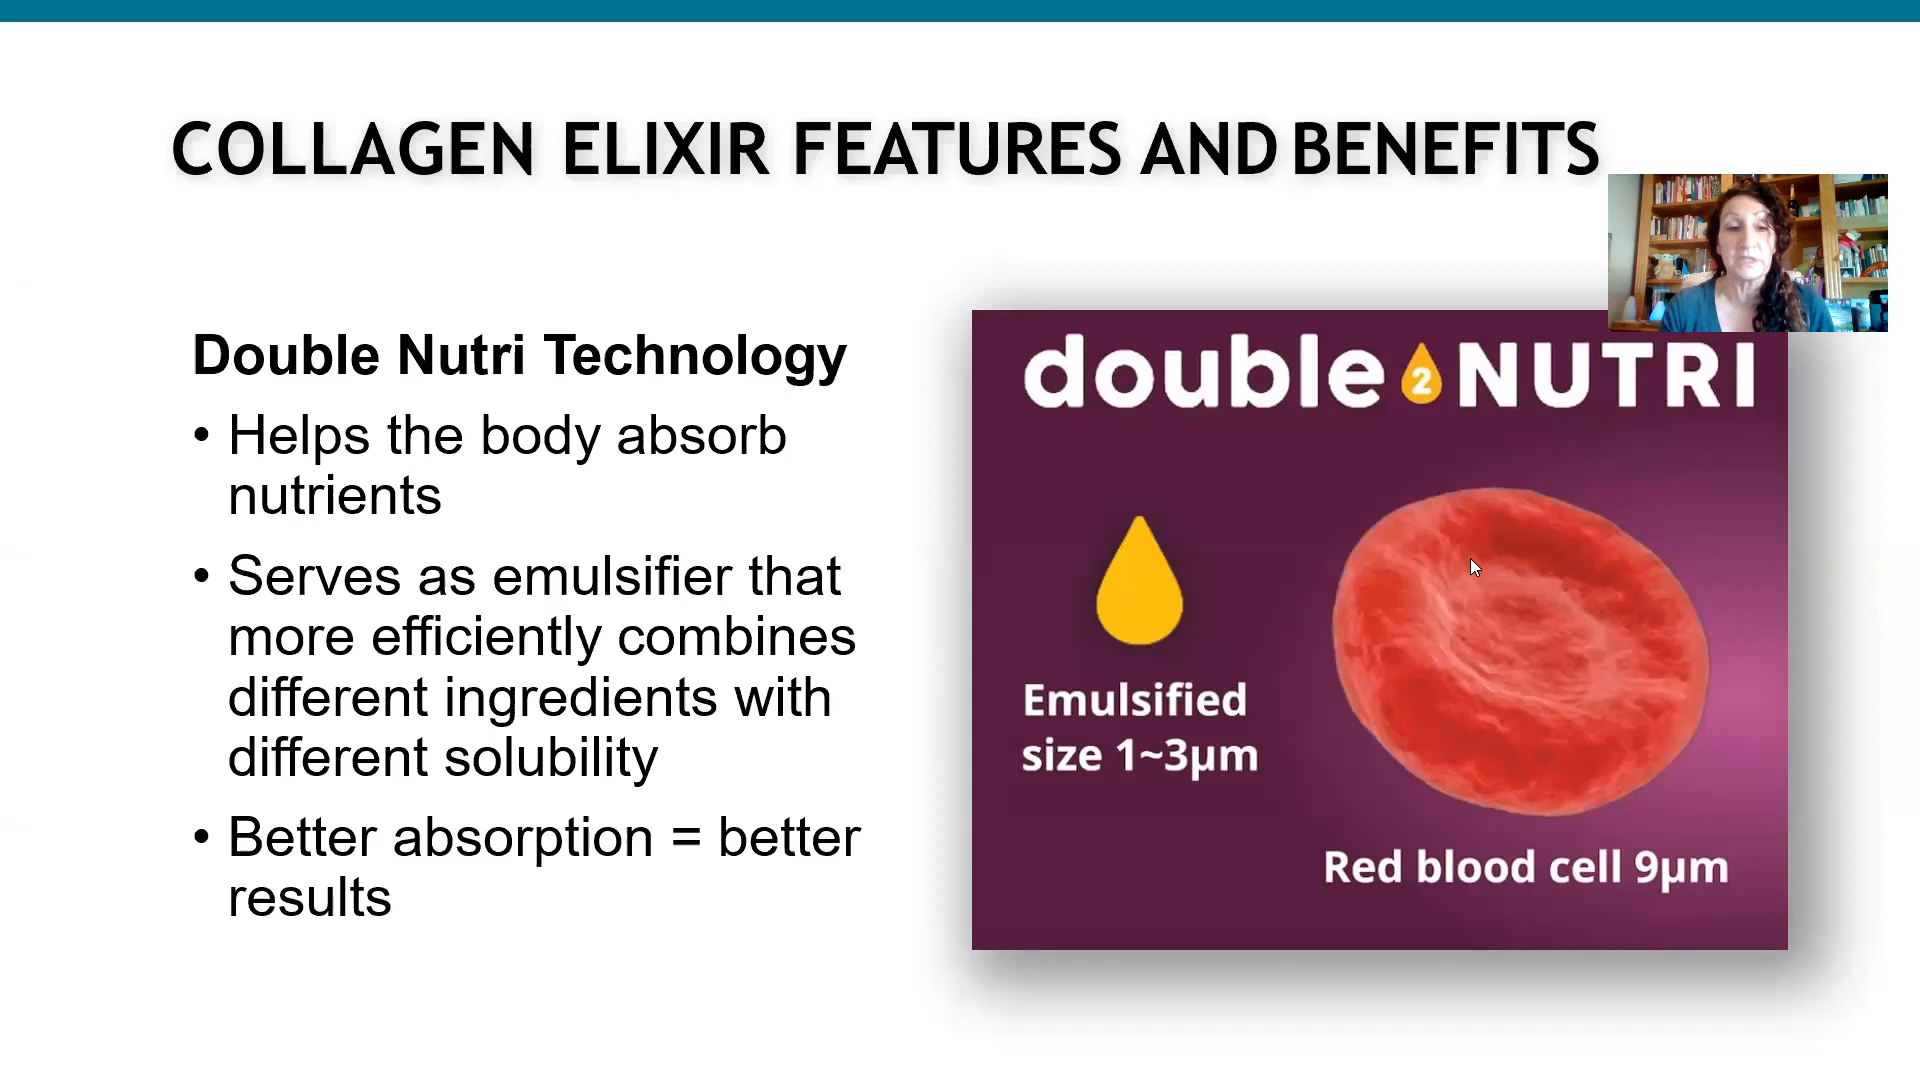 COLLAGEN ELIXIR FEATURES AND BENEFITS
Double Nutri Technology
• Helps the body absorb
nutrients
• Serves as emulsifier that
more efficiently combines
different ingredients with
different solubility
• Better absorption = better
results
double 2 NUTRI
Emulsified
size 1~3µm
Red blood cell 9µm